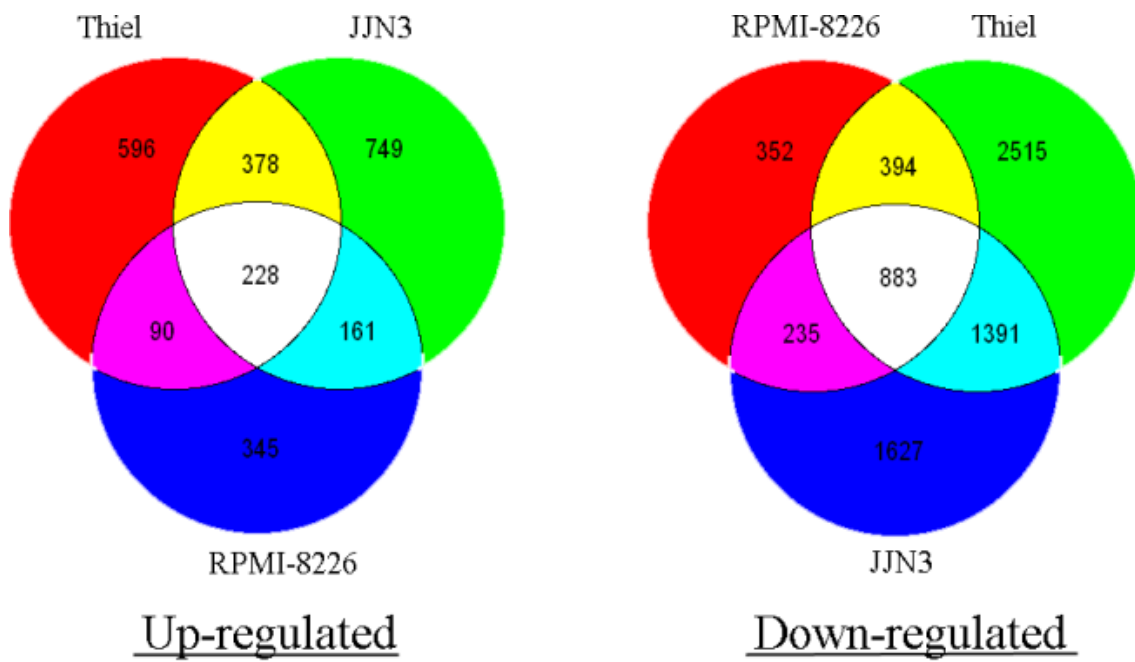 Thiel JJN3
596 378 749
228
90 161
345
RPMI-8226
Up-regulated
RPMI-8226 Thiel
352 394 2515
883
235 1391
1627
JJN3
Down-regulated